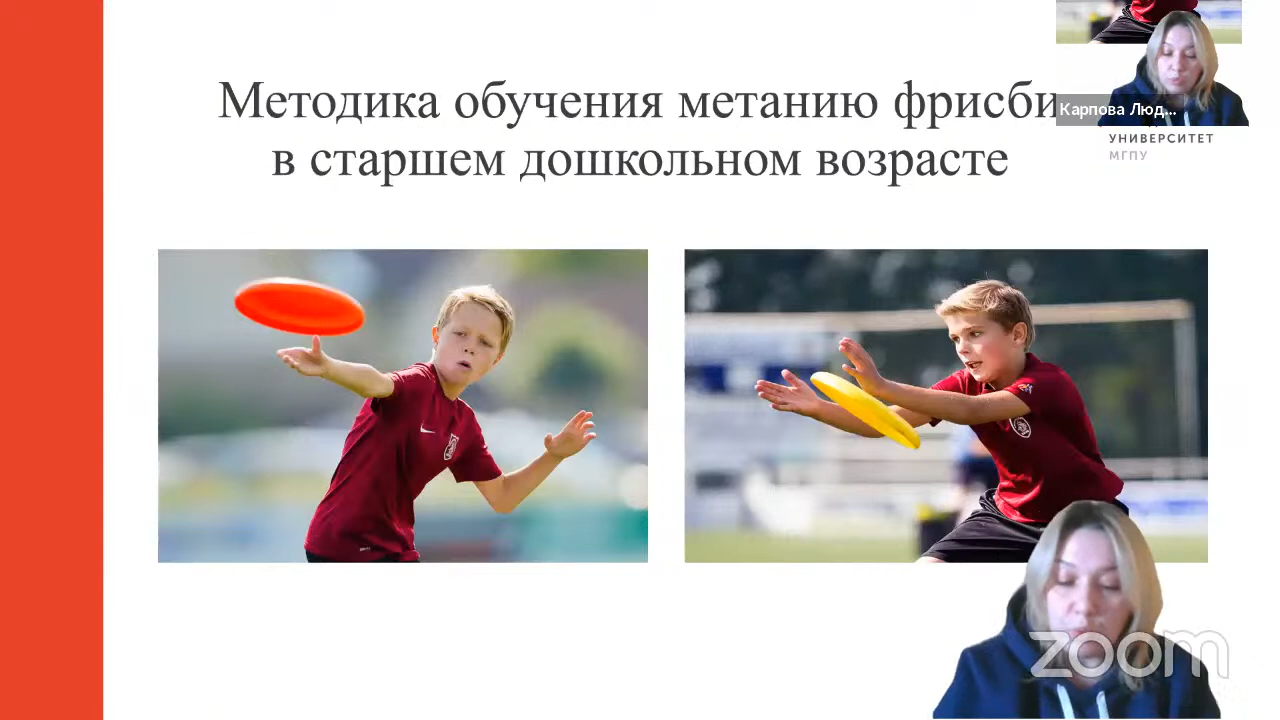 Методика обучения метанию фрисби
в старшем дошкольном возрасте
Карпова Люд...
УНИВЕРСИТЕТ
МГПУ
zoom